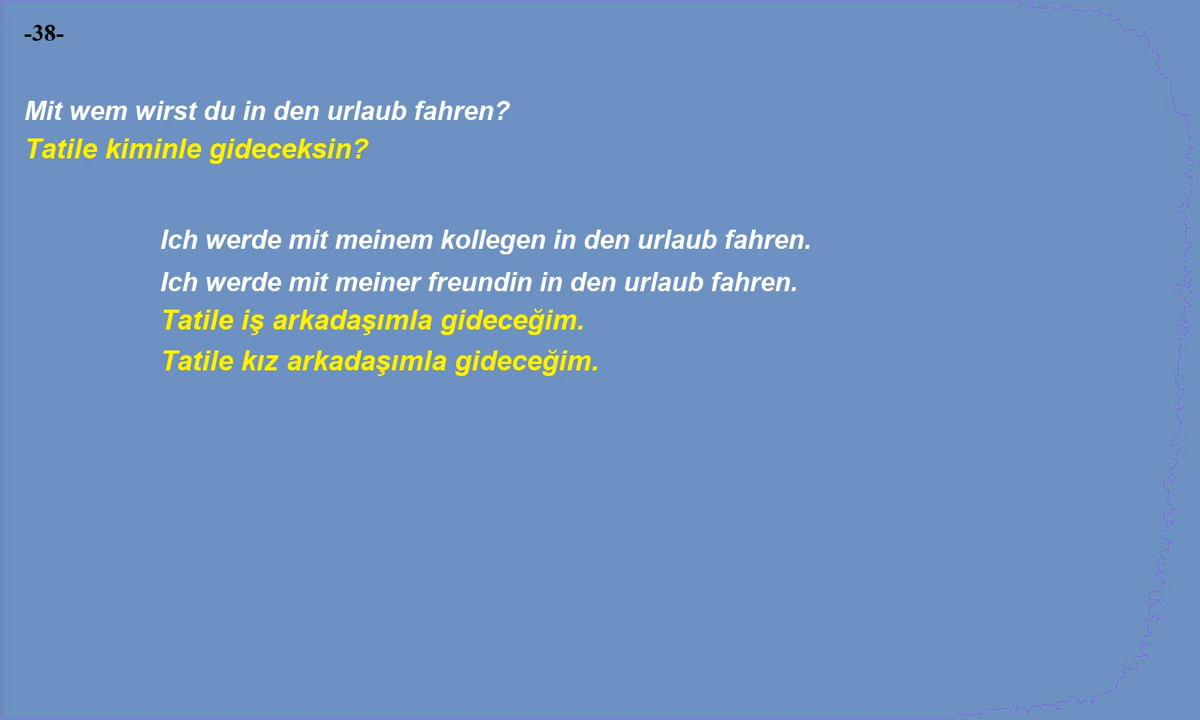 -38-
Mit wem wirst du in den urlaub fahren?
Tatile kiminle gideceksin?
Ich werde mit meinem kollegen in den urlaub fahren.
Ich werde mit meiner freundin in den urlaub fahren.
Tatile iş arkadaşımla gideceğim.
Tatile kız arkadaşımla gideceğim.